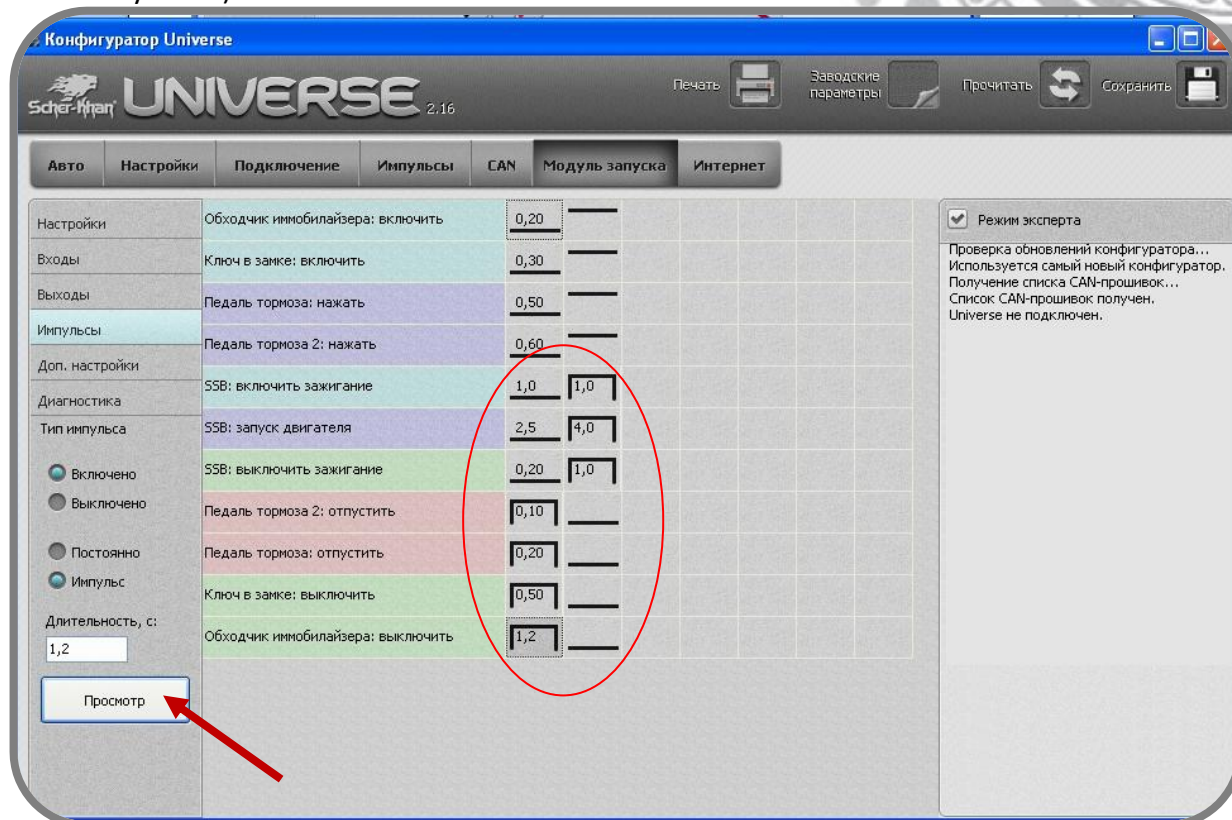 Конфигуратор Universe
Scher-Khan UNIVERSE 2.16
Печать
Заводские параметры
Прочитать
Сохранить
Авто Настройки Подключение Импульсы CAN Модуль запуска Интернет
Настройки
Входы
Выходы
Импульсы
Доп. настройки
Диагностика
Тип импульса
Включено
Выключено
Постоянно
Импульс
Длительность, с:
1,2
Просмотр
Обходчик иммобилайзера: включить 0,20
Ключ в замке: включить 0,30
Педаль тормоза: нажать 0,50
Педаль тормоза 2: нажать 0,60
SSB: включить зажигание 1,0 1,0
SSB: запуск двигателя 2,5 4,0
SSB: выключить зажигание 0,20 1,0
Педаль тормоза 2: отпустить 0,10
Педаль тормоза: отпустить 0,20
Ключ в замке: выключить 0,50
Обходчик иммобилайзера: выключить 1,2
Режим эксперта
Проверка обновлений конфигуратора...
Используется самый новый конфигуратор.
Получение списка CAN-прошивок...
Список CAN-прошивок получен.
Universe не подключен.